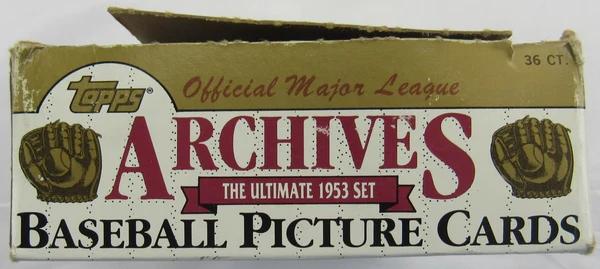 36 CT.
Topps®
Official Major League
ARCHIVES
THE ULTIMATE 1953 SET
BASEBALL PICTURE CARDS